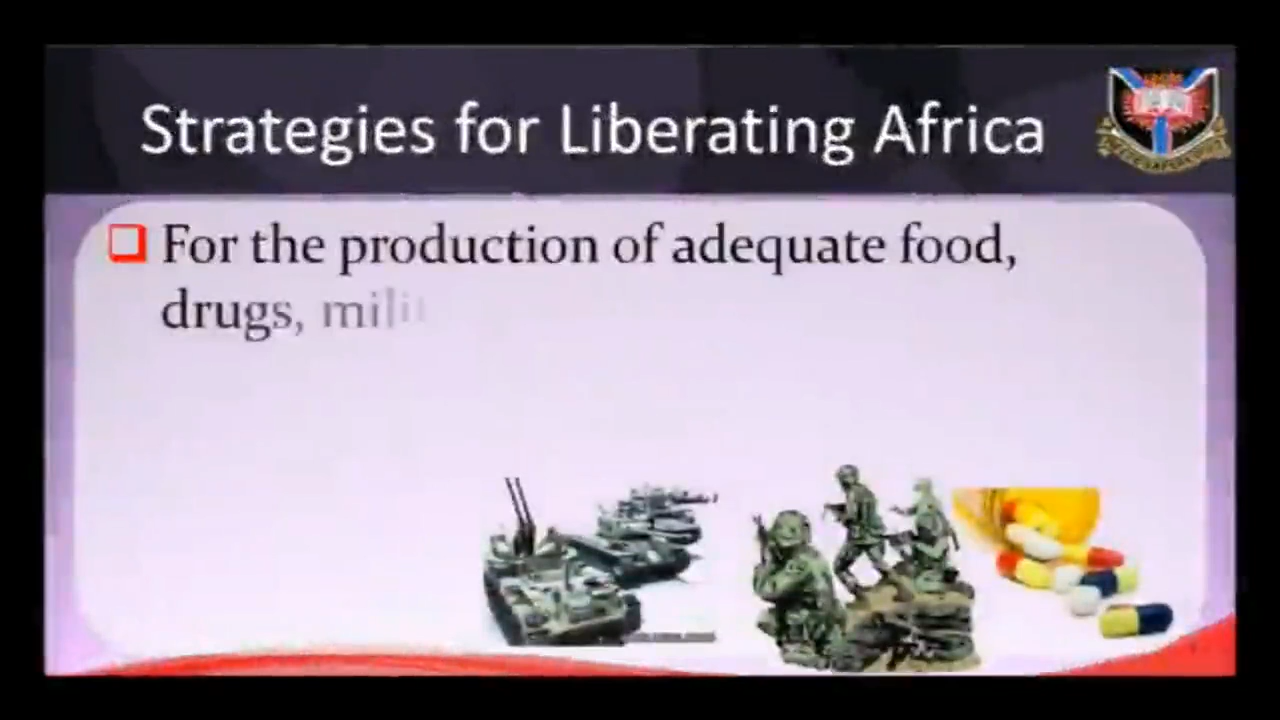 Strategies for Liberating Africa
For the production of adequate food,
drugs, milit